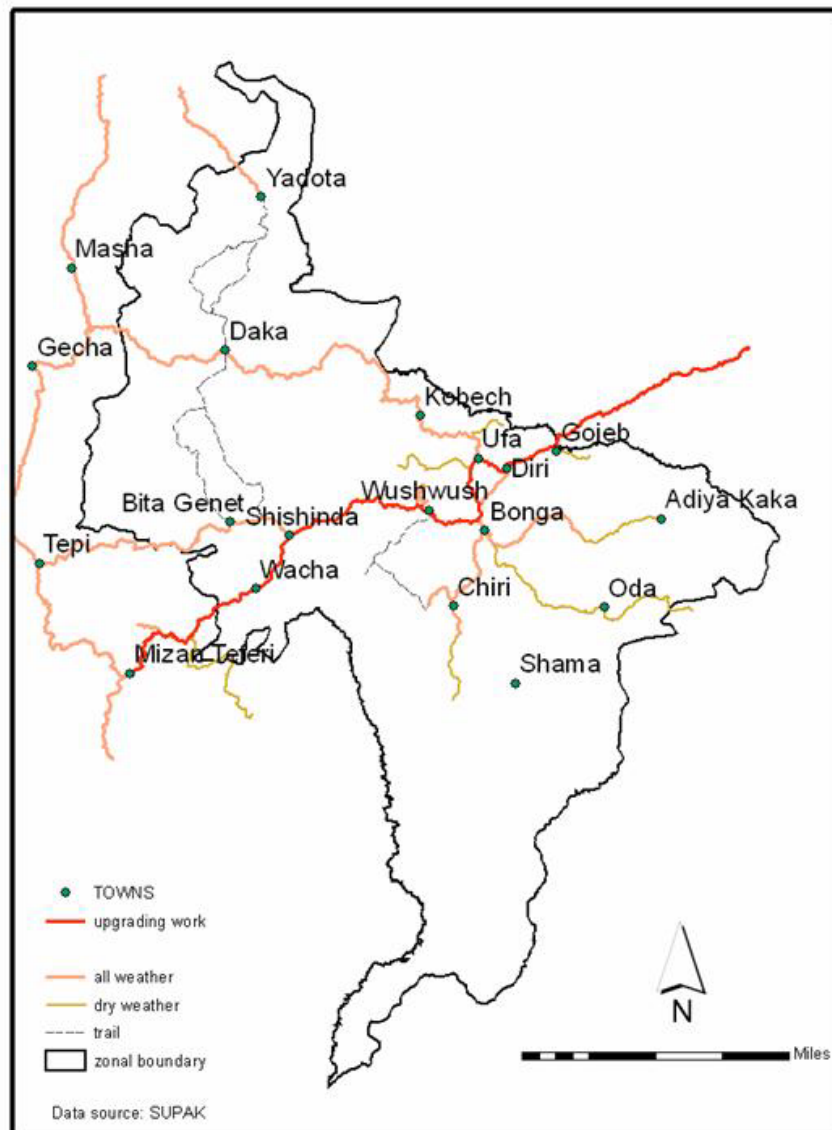 Yadota
Masha
Daka
Gecha
Kobech
Ufa
Gojeb
Diri
Wushwush
Adiya Kaka
Bita Genet
Shishinda
Bonga
Tepi
Wacha
Chiri
Oda
Mizan Teferi
Shama
TOWNS
upgrading work
all weather
dry weather
trail
zonal boundary
N
Miles
Data source: SUPAK